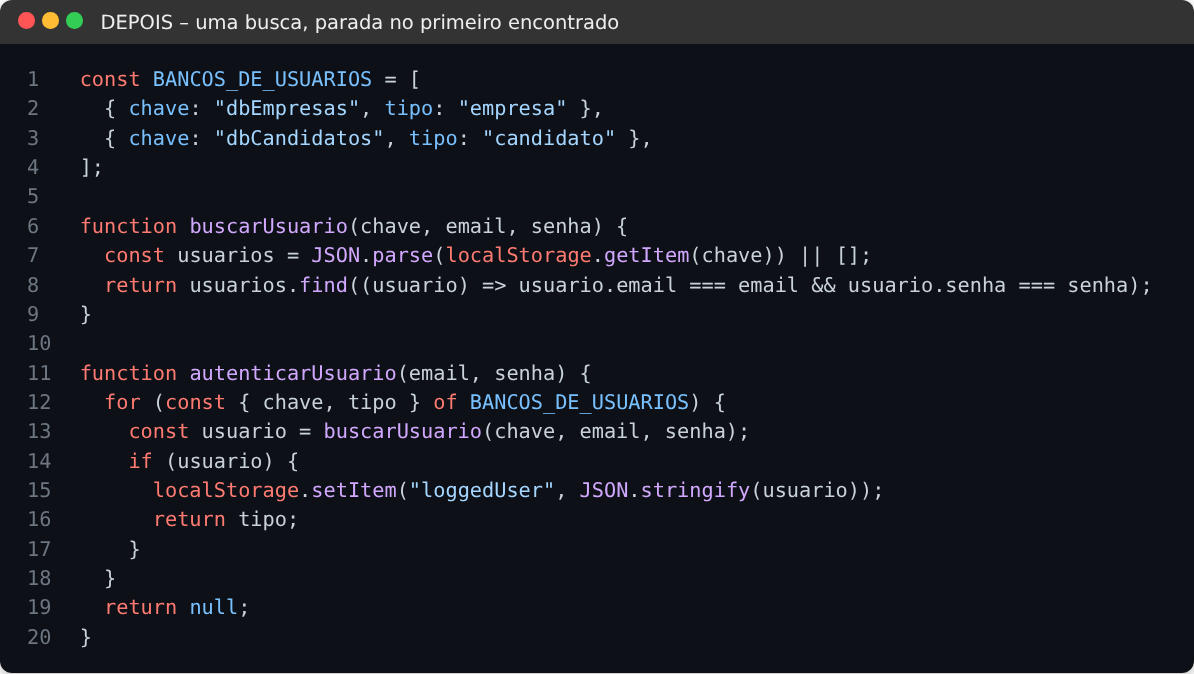 DEPOIS – uma busca, parada no primeiro encontrado
1 const BANCOS_DE_USUARIOS = [
2   { chave: "dbEmpresas", tipo: "empresa" },
3   { chave: "dbCandidatos", tipo: "candidato" },
4 ];
5
6 function buscarUsuario(chave, email, senha) {
7   const usuarios = JSON.parse(localStorage.getItem(chave)) || [];
8   return usuarios.find((usuario) => usuario.email === email && usuario.senha === senha);
9 }
10
11 function autenticarUsuario(email, senha) {
12   for (const { chave, tipo } of BANCOS_DE_USUARIOS) {
13     const usuario = buscarUsuario(chave, email, senha);
14     if (usuario) {
15       localStorage.setItem("loggedUser", JSON.stringify(usuario));
16       return tipo;
17     }
18   }
19   return null;
20 }